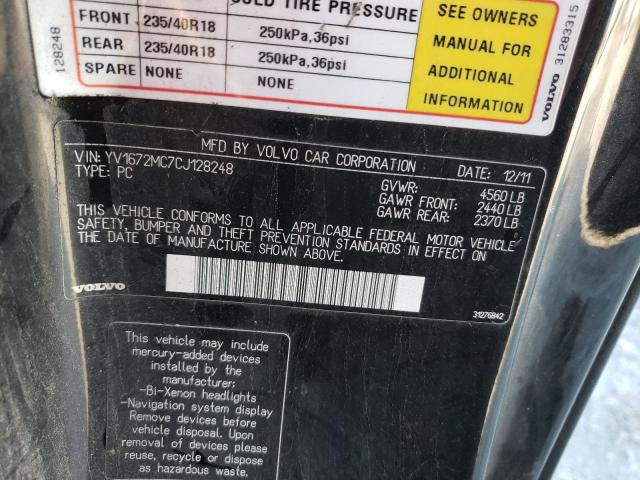 COLD TIRE PRESSURE
FRONT 235/40R18 250kPa,36psi
REAR 235/40R18 250kPa,36psi
SPARE NONE NONE
SEE OWNERS
MANUAL FOR
ADDITIONAL
INFORMATION
128248
VOLVO 31283315
MFD BY VOLVO CAR CORPORATION
VIN: YV1672MC7CJ128248 DATE: 12/11
TYPE: PC
GVWR: 4560 LB
GAWR FRONT: 2440 LB
GAWR REAR: 2370 LB
THIS VEHICLE CONFORMS TO ALL APPLICABLE FEDERAL MOTOR VEHICLE
SAFETY, BUMPER AND THEFT PREVENTION STANDARDS IN EFFECT ON
THE DATE OF MANUFACTURE SHOWN ABOVE.
VOLVO
31276842
This vehicle may include
mercury-added devices
installed by the
manufacturer:
-Bi-Xenon headlights
-Navigation system display
Remove devices before
vehicle disposal. Upon
removal of devices please
reuse, recycle or dispose
as hazardous waste.